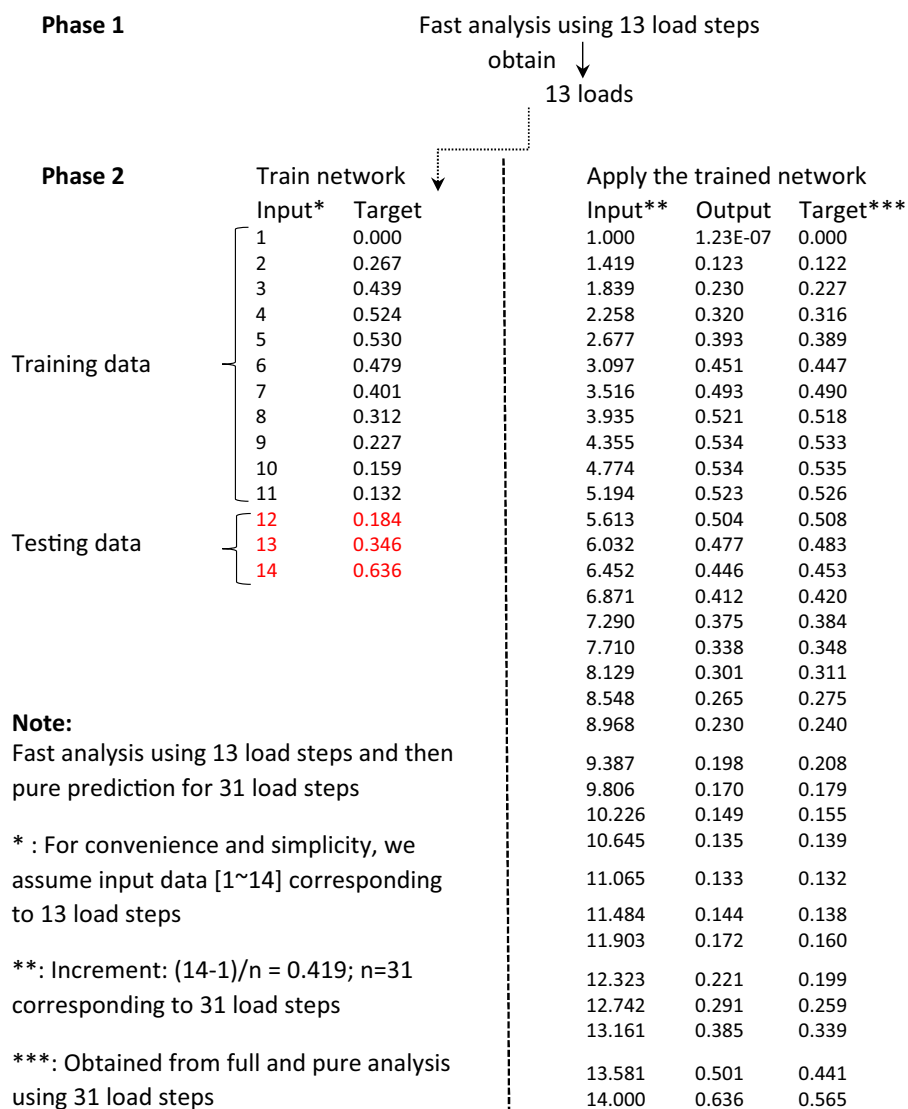 Phase 1
Fast analysis using 13 load steps
obtain
13 loads
Phase 2
Train network
Input* Target
1 0.000
2 0.267
3 0.439
4 0.524
5 0.530
6 0.479
7 0.401
8 0.312
9 0.227
10 0.159
11 0.132
12 0.184
13 0.346
14 0.636
Training data
Testing data
Note:
Fast analysis using 13 load steps and then
pure prediction for 31 load steps
* : For convenience and simplicity, we
assume input data [1~14] corresponding
to 13 load steps
**: Increment: (14-1)/n = 0.419; n=31
corresponding to 31 load steps
***: Obtained from full and pure analysis
using 31 load steps
Apply the trained network
Input** Output Target***
1.000 1.23E-07 0.000
1.419 0.123 0.122
1.839 0.230 0.227
2.258 0.320 0.316
2.677 0.393 0.389
3.097 0.451 0.447
3.516 0.493 0.490
3.935 0.521 0.518
4.355 0.534 0.533
4.774 0.534 0.535
5.194 0.523 0.526
5.613 0.504 0.508
6.032 0.477 0.483
6.452 0.446 0.453
6.871 0.412 0.420
7.290 0.375 0.384
7.710 0.338 0.348
8.129 0.301 0.311
8.548 0.265 0.275
8.968 0.230 0.240
9.387 0.198 0.208
9.806 0.170 0.179
10.226 0.149 0.155
10.645 0.135 0.139
11.065 0.133 0.132
11.484 0.144 0.138
11.903 0.172 0.160
12.323 0.221 0.199
12.742 0.291 0.259
13.161 0.385 0.339
13.581 0.501 0.441
14.000 0.636 0.565